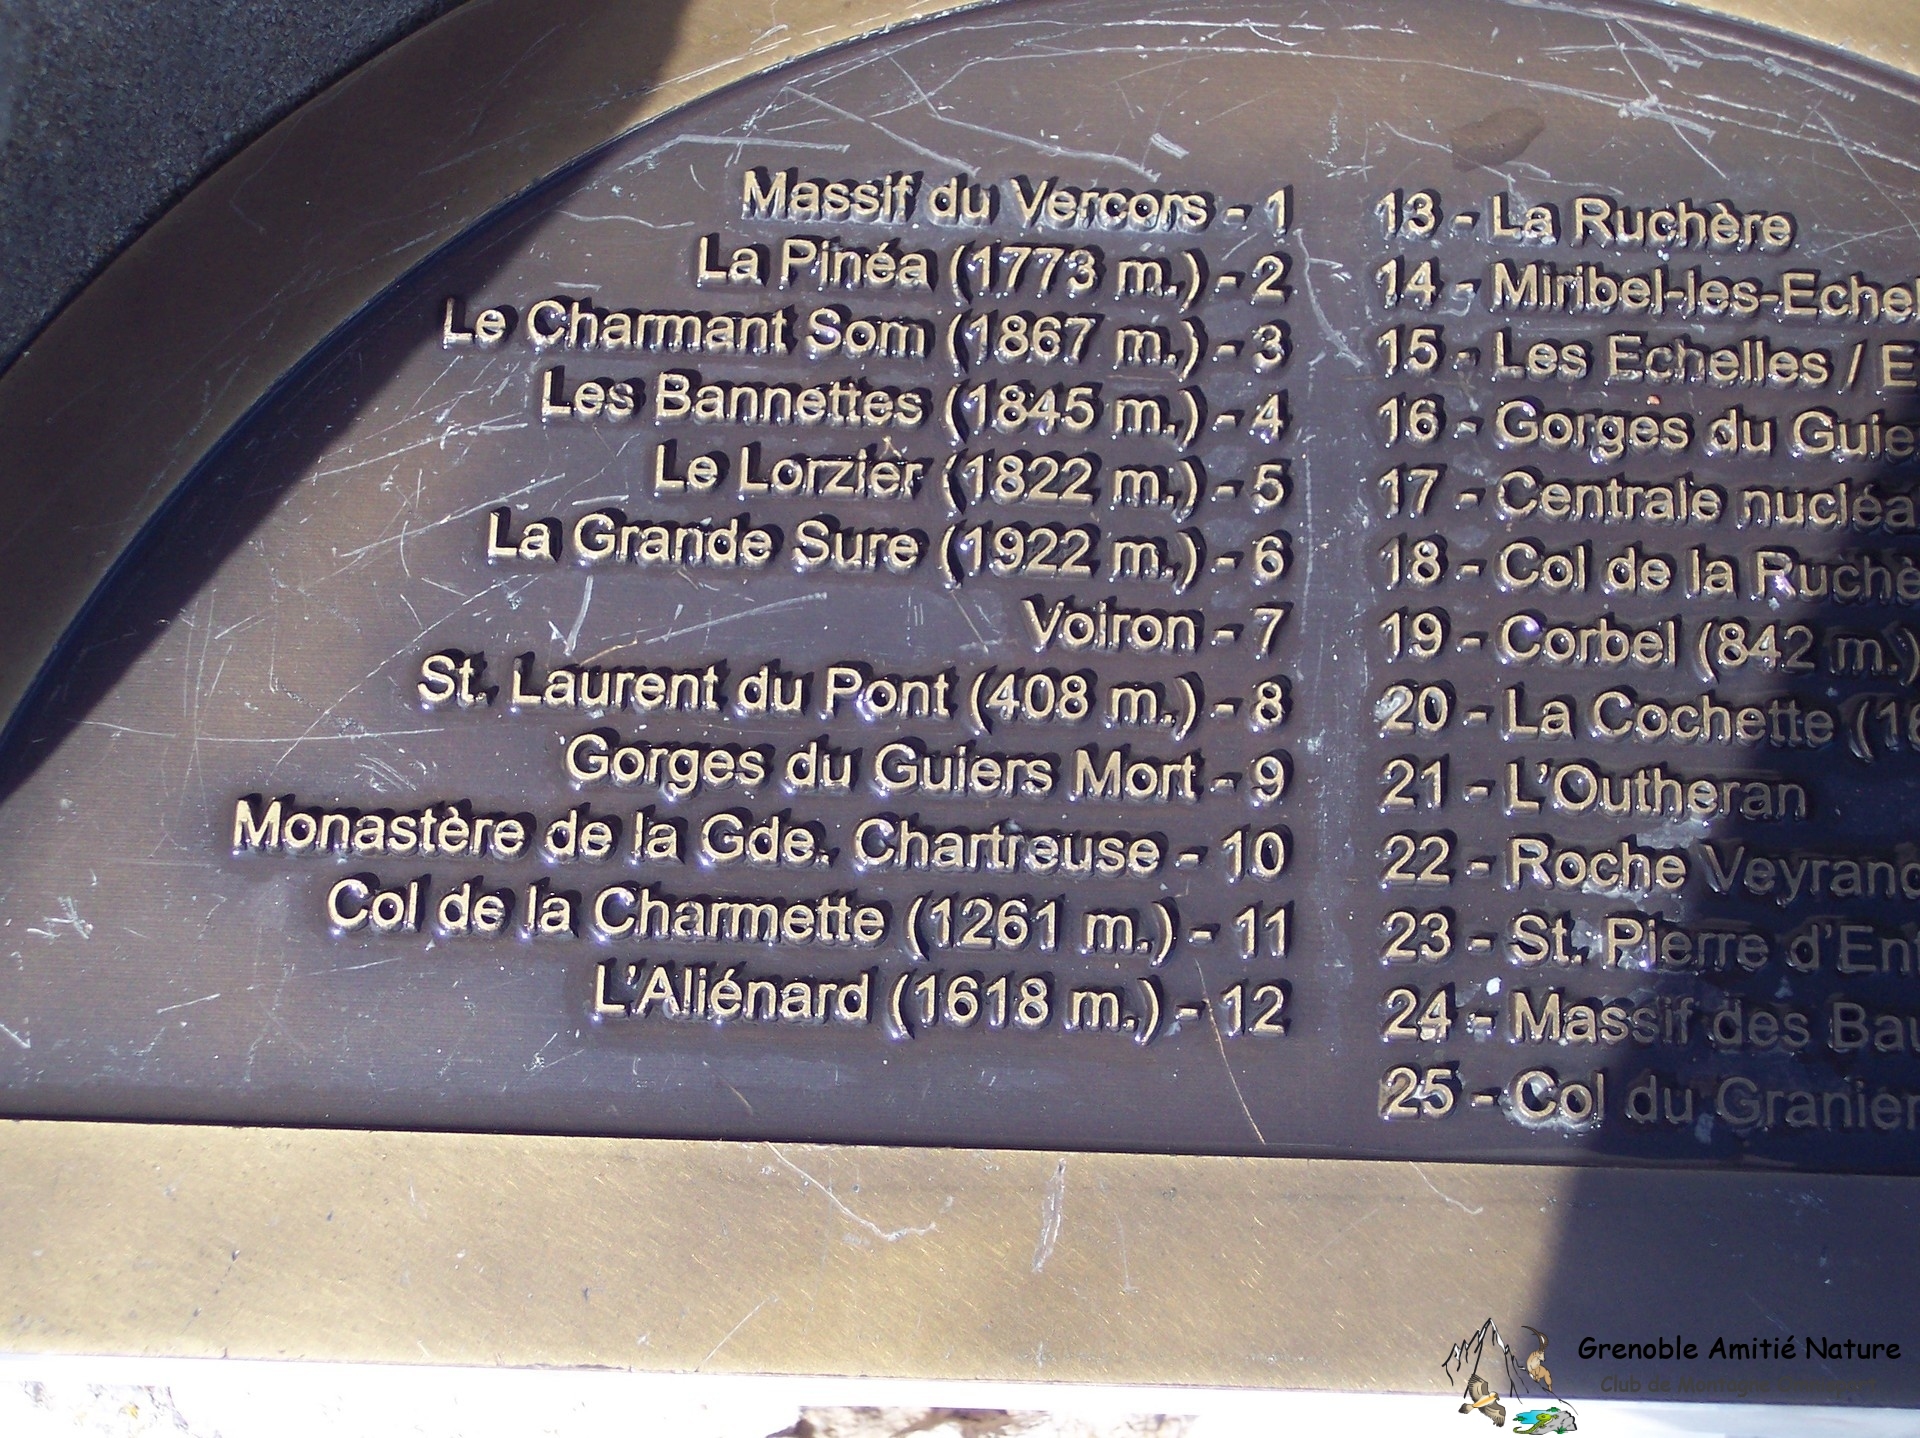 Massif du Vercors - 1
La Pinéa (1773 m.) - 2
Le Charmant Som (1867 m.) - 3
Les Bannettes (1845 m.) - 4
Le Lorzier (1822 m.) - 5
La Grande Sure (1922 m.) - 6
Voiron - 7
St. Laurent du Pont (408 m.) - 8
Gorges du Guiers Mort - 9
Monastère de la Gde. Chartreuse - 10
Col de la Charmette (1261 m.) - 11
L'Aliénard (1618 m.) - 12
13 - La Ruchère
14 - Miribel-les-Echel
15 - Les Echelles / E
16 - Gorges du Guie
17 - Centrale nucléa
18 - Col de la Ruchè
19 - Corbel (842 m.)
20 - La Cochette (16
21 - L'Outheran
22 - Roche Veyrand
23 - St. Pierre d'Ent
24 - Massif des Bau
25 - Col du Granier
Grenoble Amitié Nature
Club de Montagne